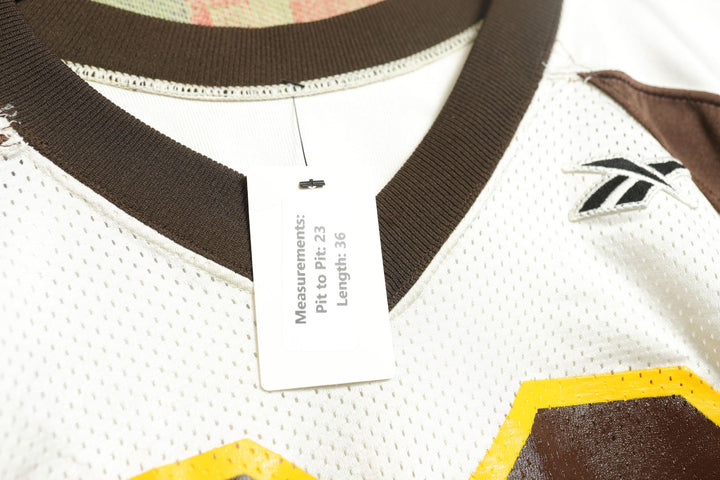 Measurements:
Pit to Pit: 23
Length: 36